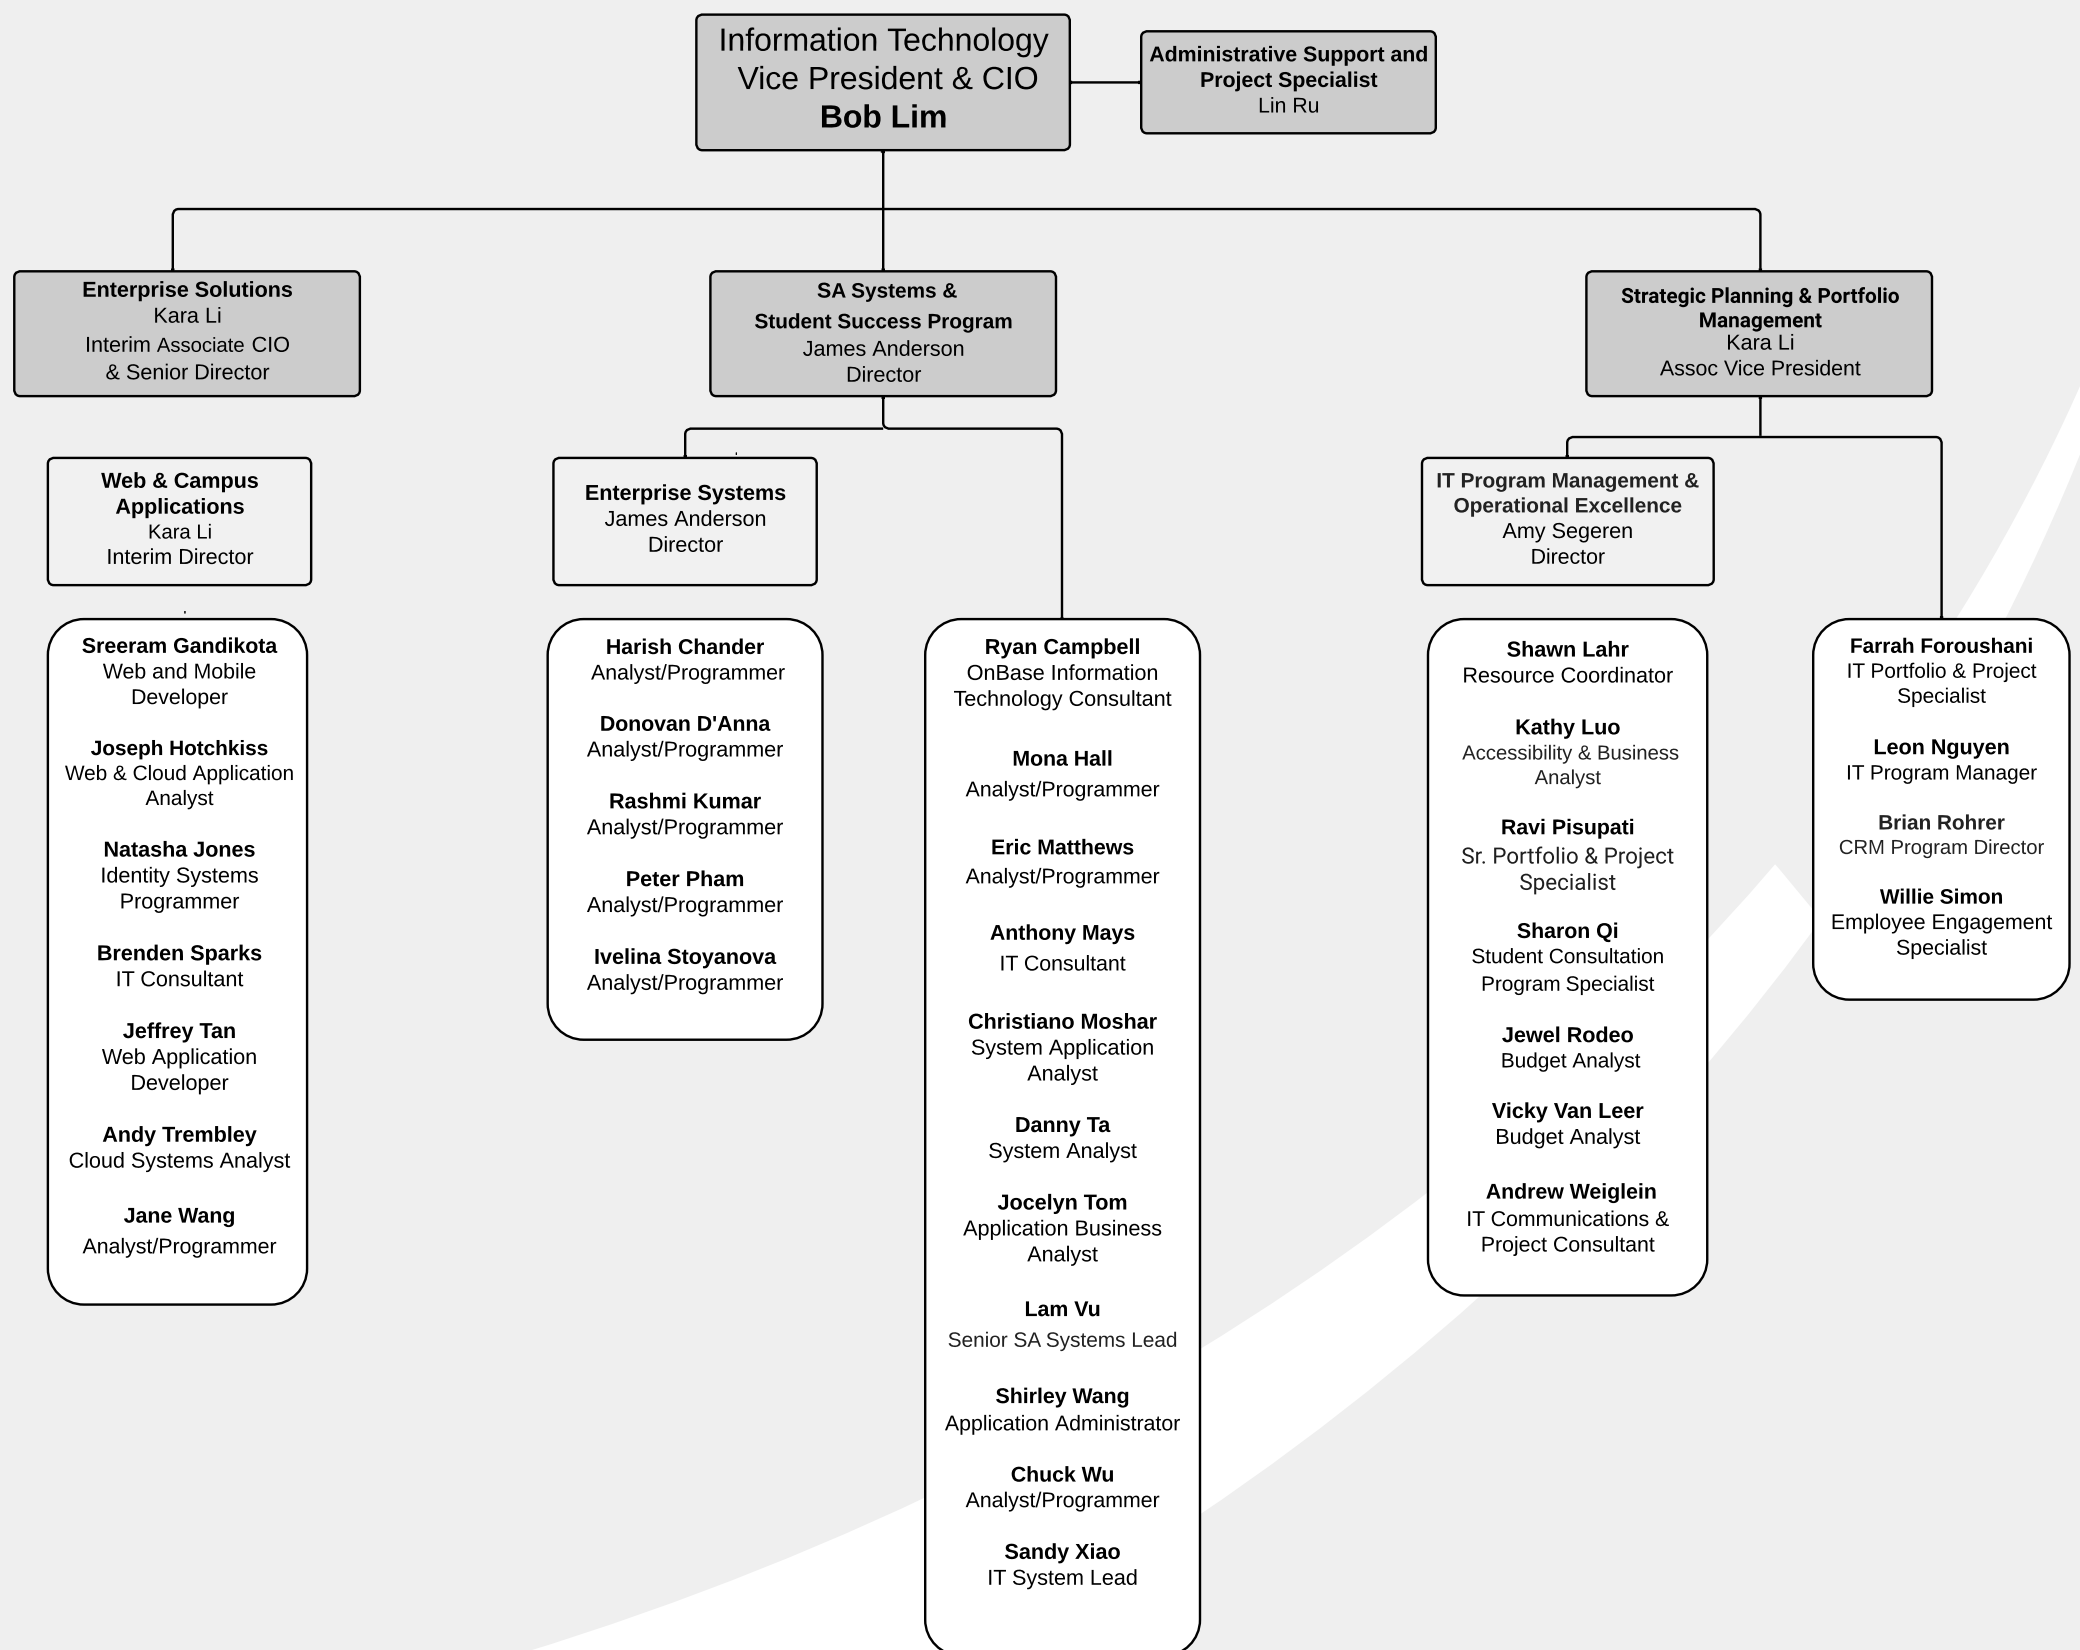 Information Technology
Vice President & CIO
Bob Lim
Administrative Support and
Project Specialist
Lin Ru
Enterprise Solutions
Kara Li
Interim Associate CIO
& Senior Director
SA Systems &
Student Success Program
James Anderson
Director
Strategic Planning & Portfolio
Management
Kara Li
Assoc Vice President
Web & Campus
Applications
Kara Li
Interim Director
Enterprise Systems
James Anderson
Director
IT Program Management &
Operational Excellence
Amy Segeren
Director
Sreeram Gandikota
Web and Mobile
Developer
Joseph Hotchkiss
Web & Cloud Application
Analyst
Natasha Jones
Identity Systems
Programmer
Brenden Sparks
IT Consultant
Jeffrey Tan
Web Application
Developer
Andy Trembley
Cloud Systems Analyst
Jane Wang
Analyst/Programmer
Harish Chander
Analyst/Programmer
Donovan D'Anna
Analyst/Programmer
Rashmi Kumar
Analyst/Programmer
Peter Pham
Analyst/Programmer
Ivelina Stoyanova
Analyst/Programmer
Ryan Campbell
OnBase Information
Technology Consultant
Mona Hall
Analyst/Programmer
Eric Matthews
Analyst/Programmer
Anthony Mays
IT Consultant
Christiano Moshar
System Application
Analyst
Danny Ta
System Analyst
Jocelyn Tom
Application Business
Analyst
Lam Vu
Senior SA Systems Lead
Shirley Wang
Application Administrator
Chuck Wu
Analyst/Programmer
Sandy Xiao
IT System Lead
Shawn Lahr
Resource Coordinator
Kathy Luo
Accessibility & Business
Analyst
Ravi Pisupati
Sr. Portfolio & Project
Specialist
Sharon Qi
Student Consultation
Program Specialist
Jewel Rodeo
Budget Analyst
Vicky Van Leer
Budget Analyst
Andrew Weiglein
IT Communications &
Project Consultant
Farrah Foroushani
IT Portfolio & Project
Specialist
Leon Nguyen
IT Program Manager
Brian Rohrer
CRM Program Director
Willie Simon
Employee Engagement
Specialist